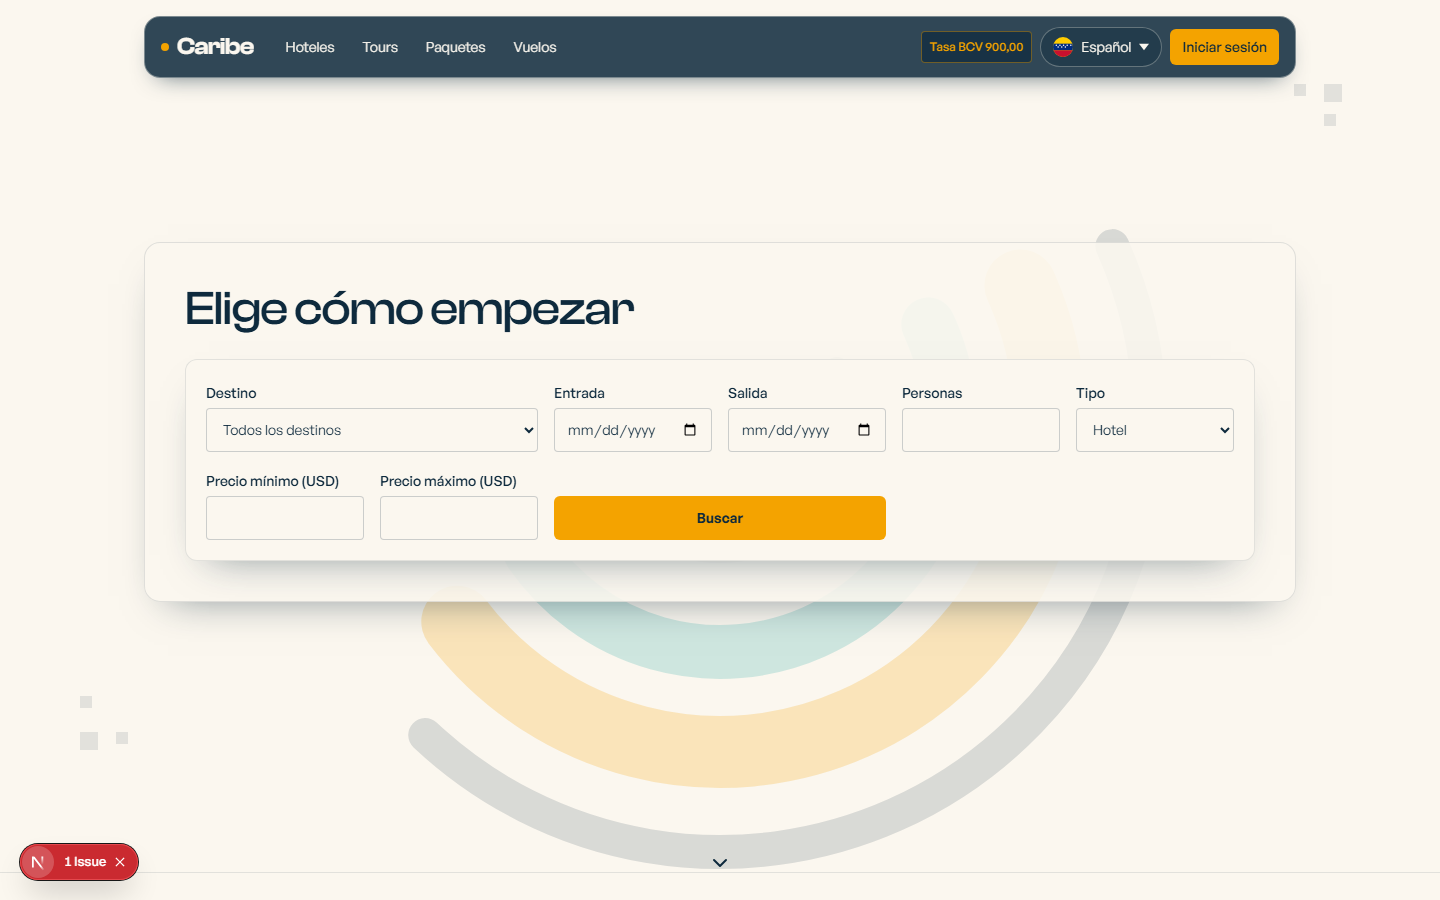 Caribe Hoteles Tours Paquetes Vuelos Tasa BCV 900,00 Español Iniciar sesión
Elige cómo empezar
Destino Entrada Salida Personas Tipo
Todos los destinos mm/dd/yyyy mm/dd/yyyy Hotel
Precio mínimo (USD) Precio máximo (USD)
Buscar
N 1 Issue